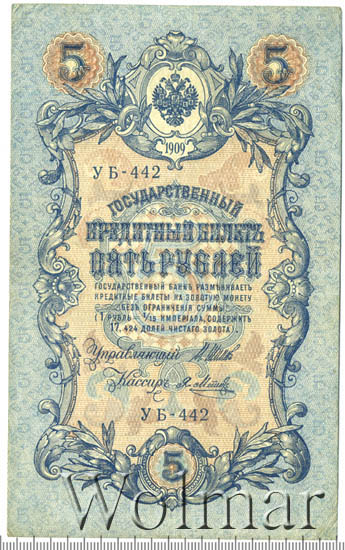 5 5
1909
УБ-442
ГОСУДАРСТВЕННЫЙ
КРЕДИТНЫЙ БИЛЕТЪ
ПЯТЬ РУБЛЕЙ
ГОСУДАРСТВЕННЫЙ БАНКЪ РАЗМѢНИВАЕТЪ
КРЕДИТНЫЕ БИЛЕТЫ НА ЗОЛОТУЮ МОНЕТУ
БЕЗЪ ОГРАНИЧЕНІЯ СУММЫ
(1 РУБЛЬ = 1/15 ИМПЕРІАЛА, СОДЕРЖИТЪ
17,424 ДОЛЕЙ ЧИСТАГО ЗОЛОТА).
Управляющій
Кассиръ
УБ-442
5
Wolmar